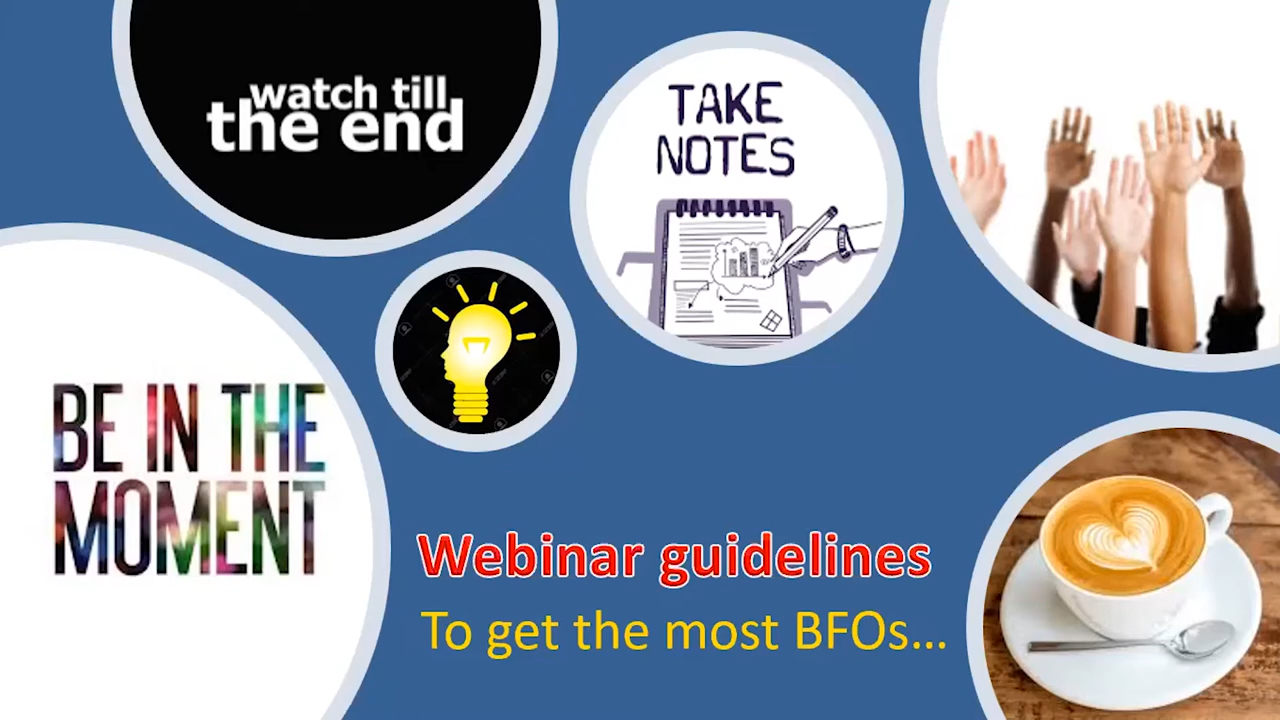 watch till
the end
TAKE
NOTES
BE IN THE
MOMENT
Webinar guidelines
To get the most BFOs...